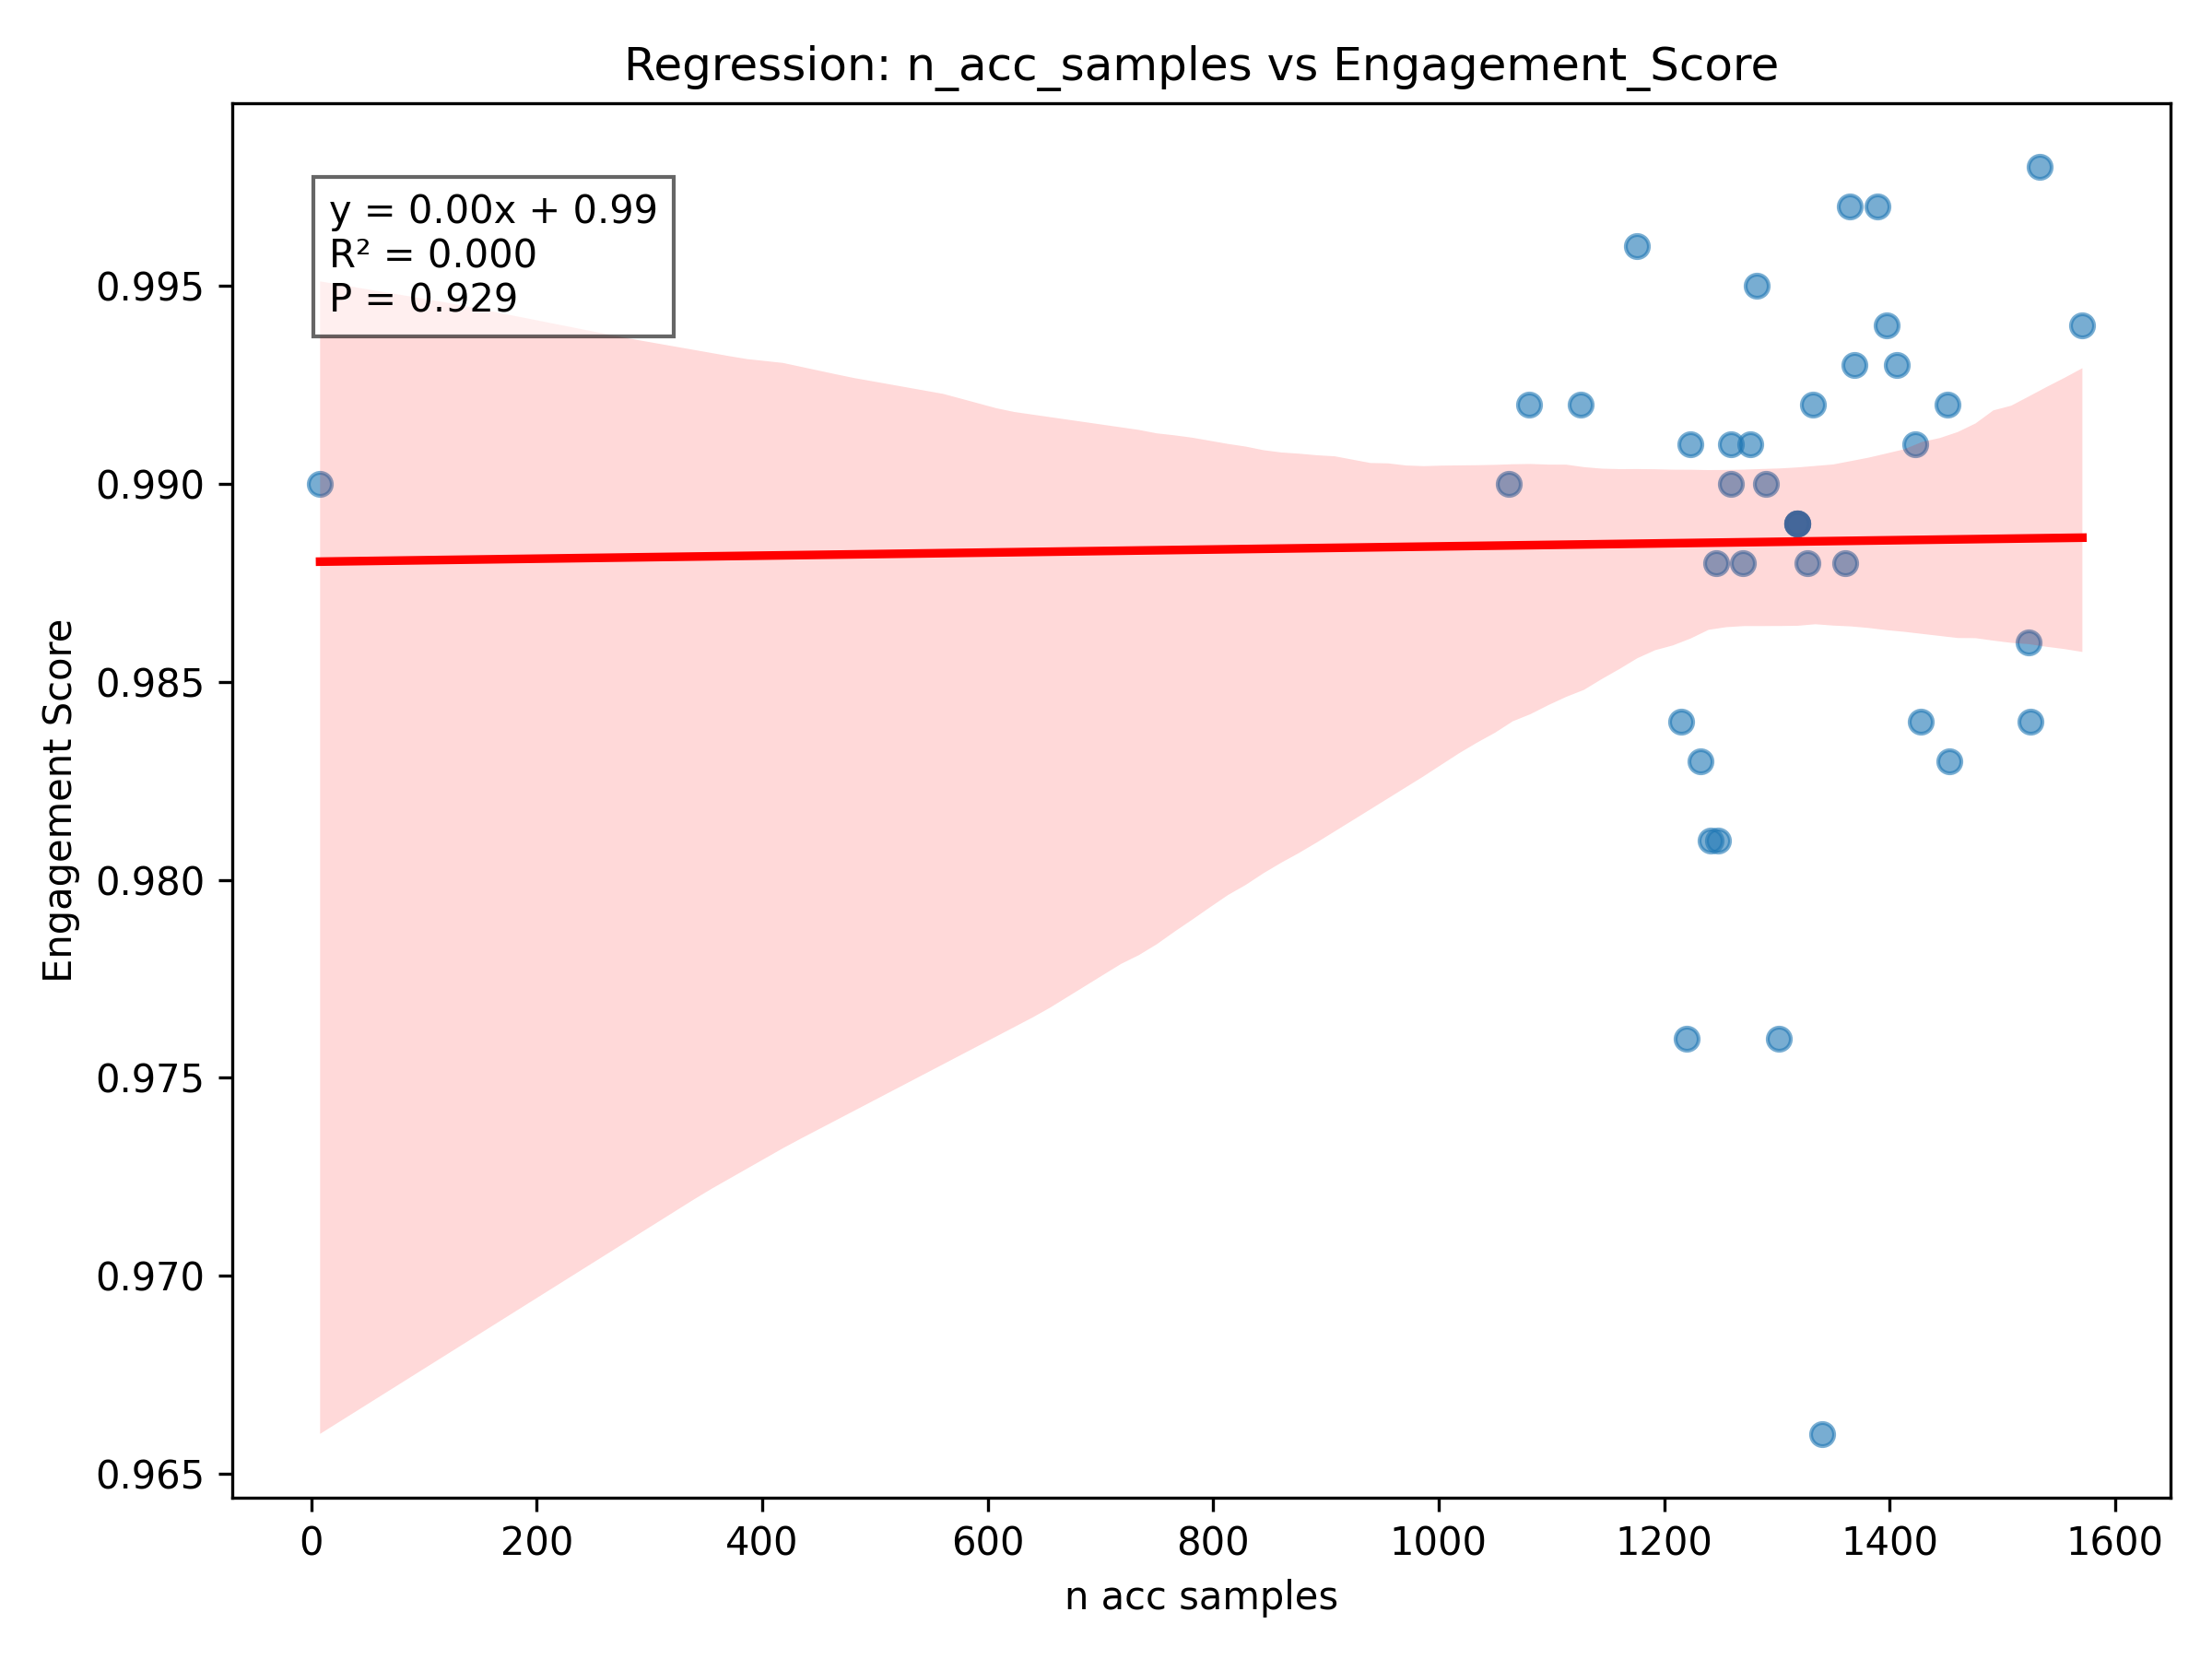 Regression: n_acc_samples vs Engagement_Score
y = 0.00x + 0.99
R² = 0.000
P = 0.929
0.995
0.990
0.985
0.980
0.975
0.970
0.965
Engagement Score
0 200 400 600 800 1000 1200 1400 1600
n acc samples